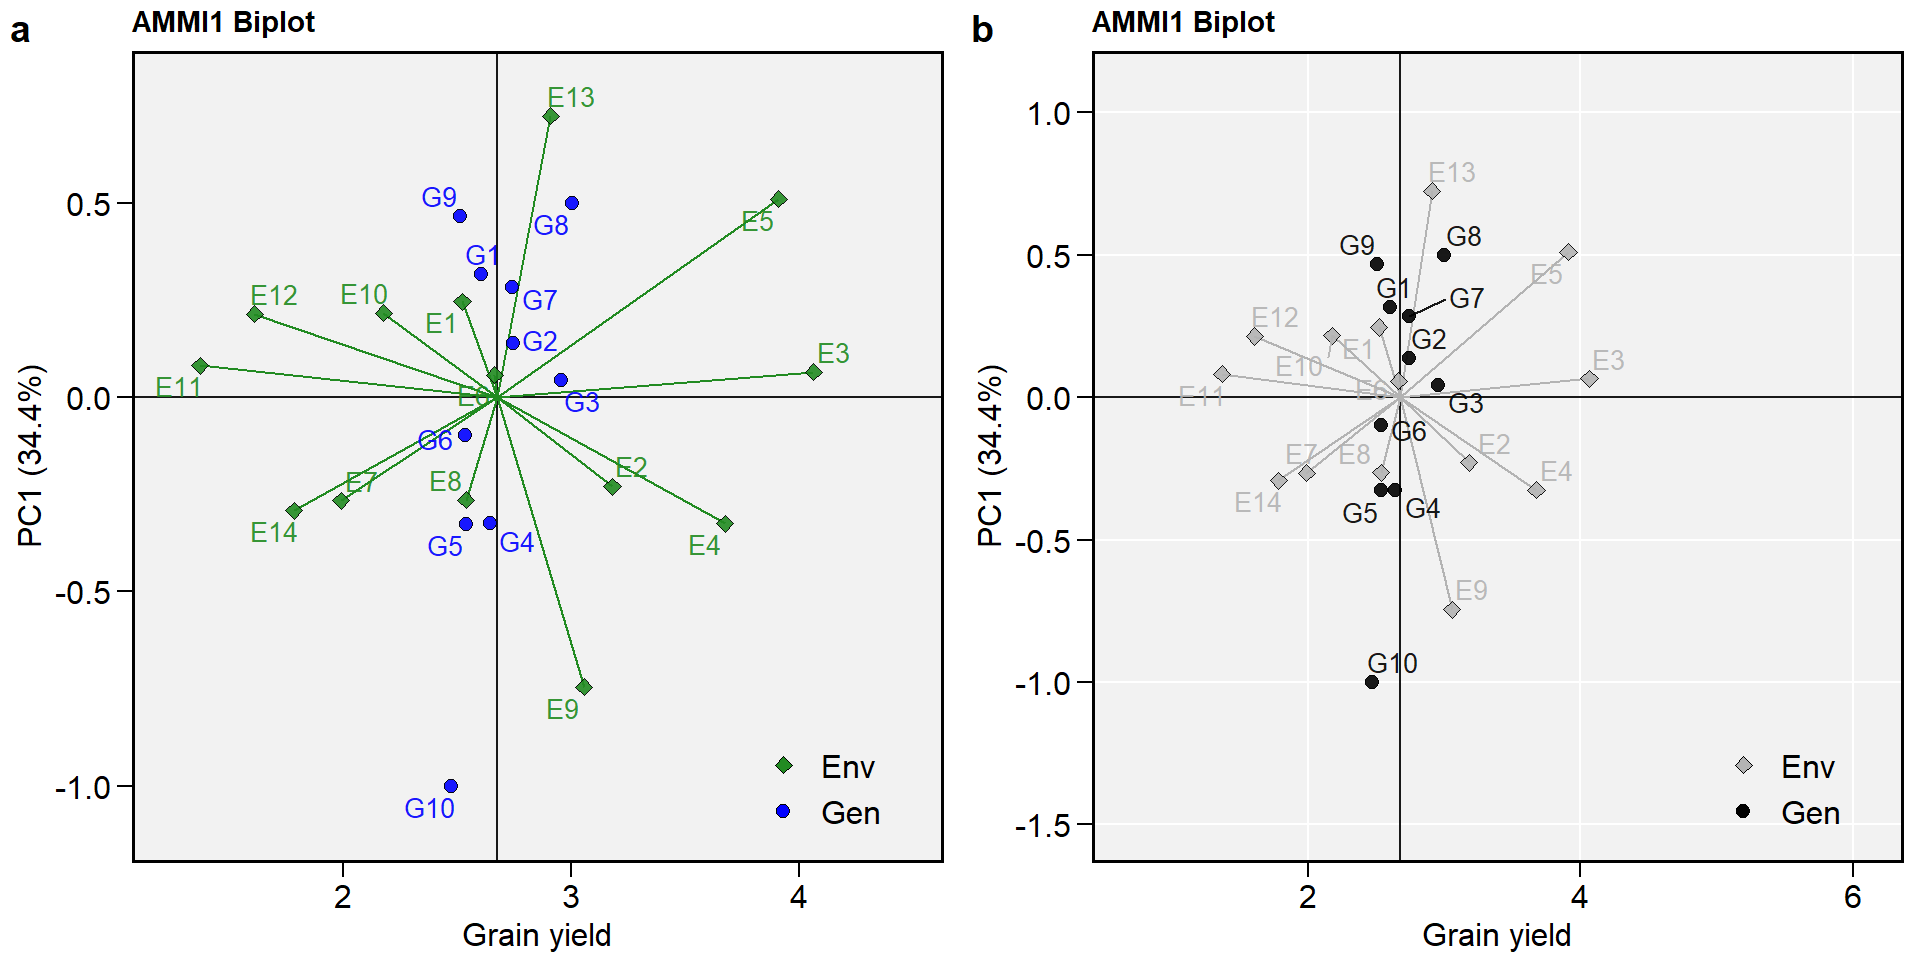 a
AMMI1 Biplot
E13
G9
G8
E5
G1
E12
E10
G7
E1
G2
E3
E11
E6
G3
G6
E2
E8
E7
E14
G5
G4
E4
E9
G10
0.5
0.0
-0.5
-1.0
PC1 (34.4%)
2
3
4
Grain yield
Env
Gen
b
AMMI1 Biplot
E13
G8
G9
E5
G1
G7
E12
G2
E1
E10
E3
E6
E11
G3
G6
E2
E7
E8
E4
E14
G5
G4
E9
G10
1.0
0.5
0.0
-0.5
-1.0
-1.5
PC1 (34.4%)
2
4
6
Grain yield
Env
Gen